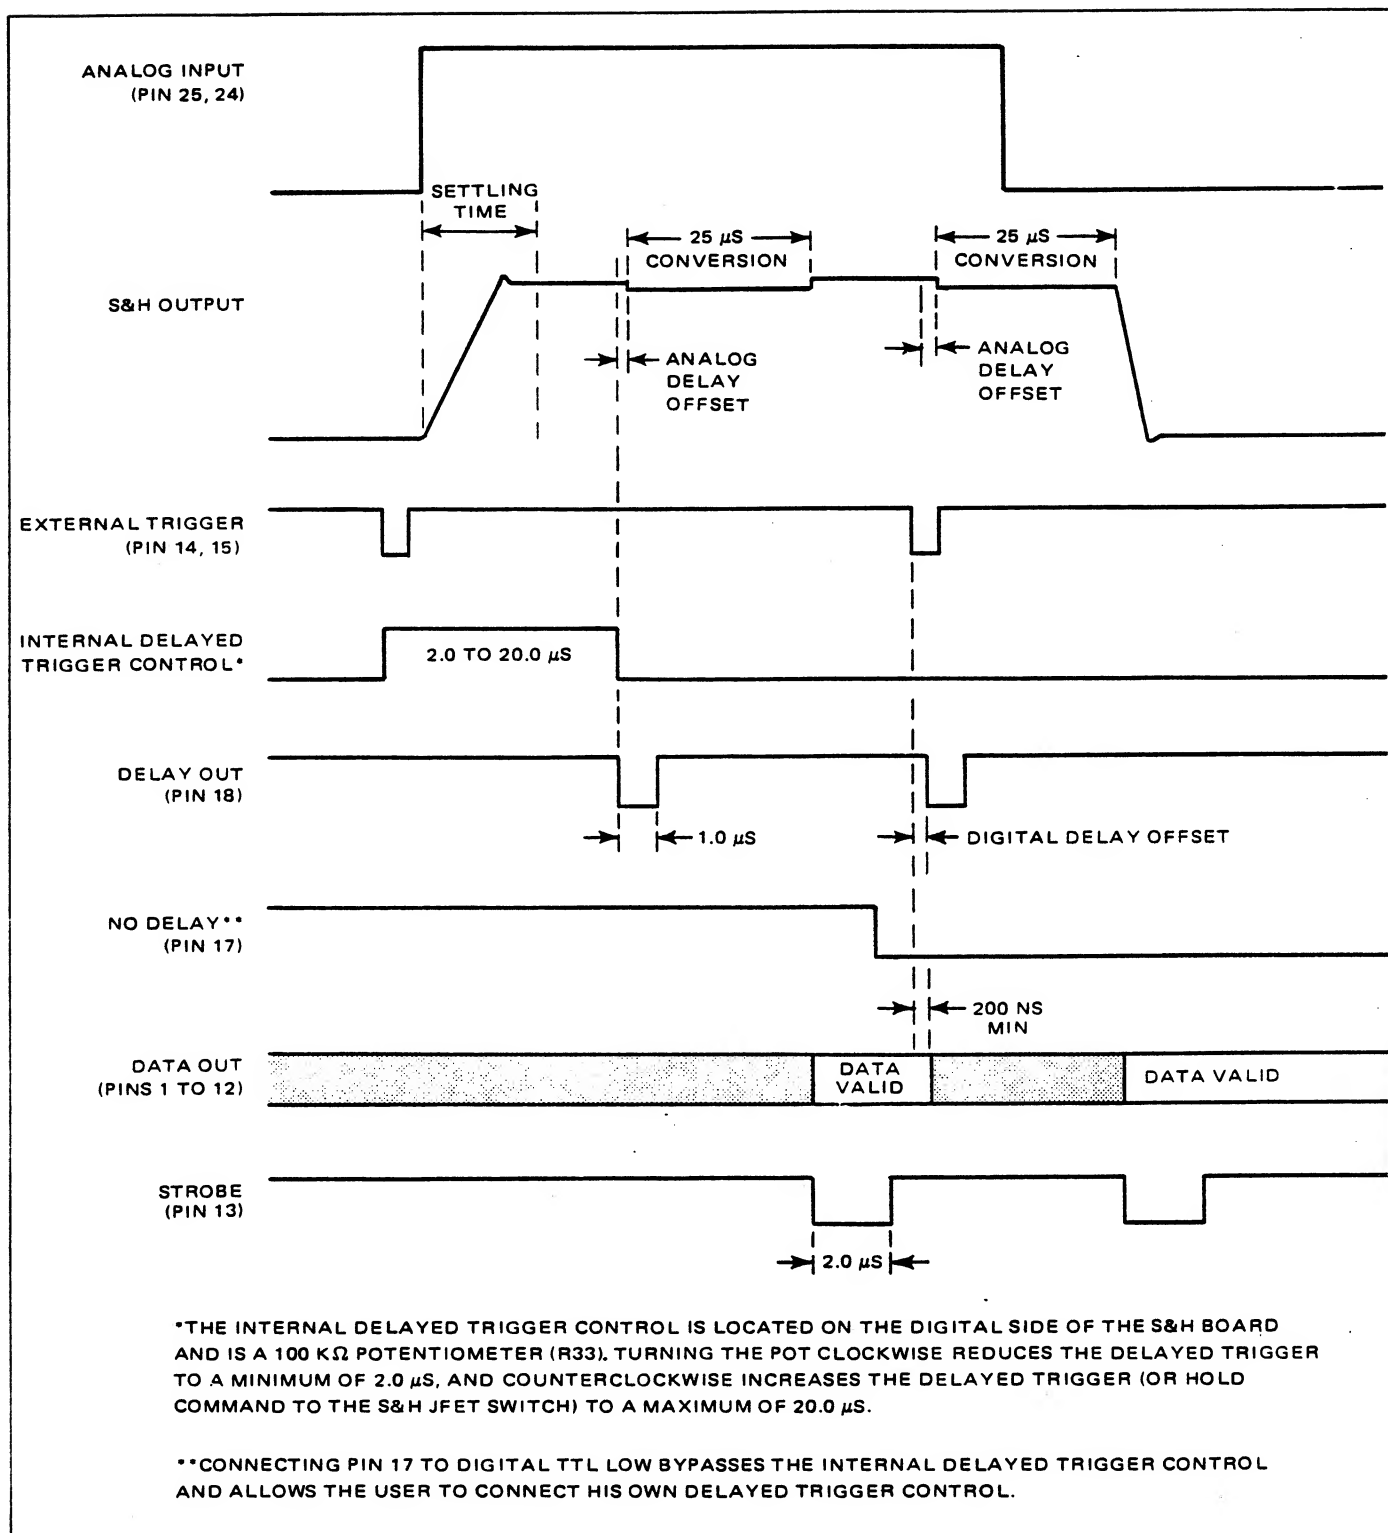 ANALOG INPUT
(PIN 25, 24)
SETTLING
TIME
25 µS
CONVERSION
25 µS
CONVERSION
S&H OUTPUT
ANALOG
DELAY
OFFSET
ANALOG
DELAY
OFFSET
EXTERNAL TRIGGER
(PIN 14, 15)
INTERNAL DELAYED
TRIGGER CONTROL*
2.0 TO 20.0 µS
DELAY OUT
(PIN 18)
1.0 µS
DIGITAL DELAY OFFSET
NO DELAY**
(PIN 17)
200 NS
MIN
DATA OUT
(PINS 1 TO 12)
DATA
VALID
DATA VALID
STROBE
(PIN 13)
2.0 µS
*THE INTERNAL DELAYED TRIGGER CONTROL IS LOCATED ON THE DIGITAL SIDE OF THE S&H BOARD
AND IS A 100 KΩ POTENTIOMETER (R33). TURNING THE POT CLOCKWISE REDUCES THE DELAYED TRIGGER
TO A MINIMUM OF 2.0 µS, AND COUNTERCLOCKWISE INCREASES THE DELAYED TRIGGER (OR HOLD
COMMAND TO THE S&H JFET SWITCH) TO A MAXIMUM OF 20.0 µS.
**CONNECTING PIN 17 TO DIGITAL TTL LOW BYPASSES THE INTERNAL DELAYED TRIGGER CONTROL
AND ALLOWS THE USER TO CONNECT HIS OWN DELAYED TRIGGER CONTROL.